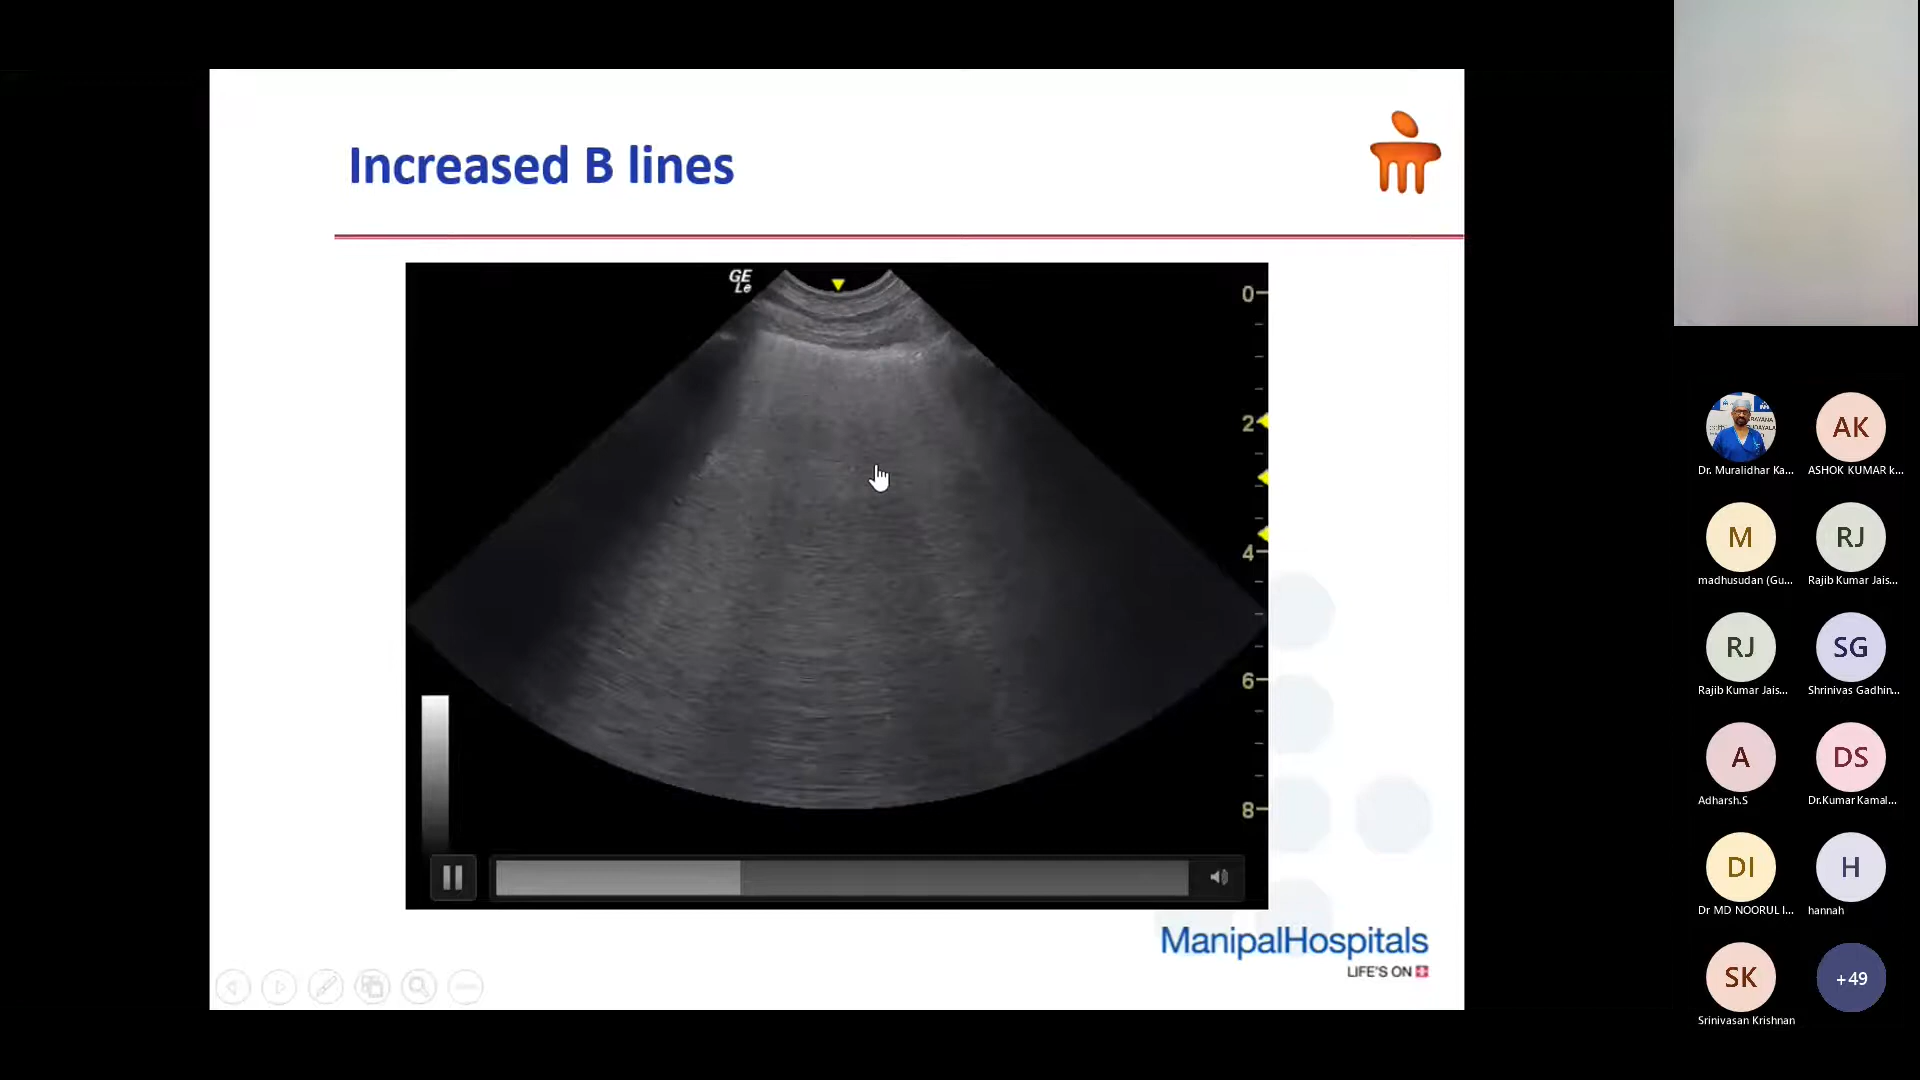 Increased B lines
GE
Le
0
2
4
6
8
ManipalHospitals
LIFE'S ON
Dr. Muralidhar Ka...
AK
ASHOK KUMAR k...
M
madhusudan (Gu...
RJ
Rajib Kumar Jais...
RJ
Rajib Kumar Jais...
SG
Shrinivas Gadhin...
A
Adharsh.S
DS
Dr.Kumar Kamal...
DI
Dr MD NOORUL I...
H
hannah
SK
Srinivasan Krishnan
+49